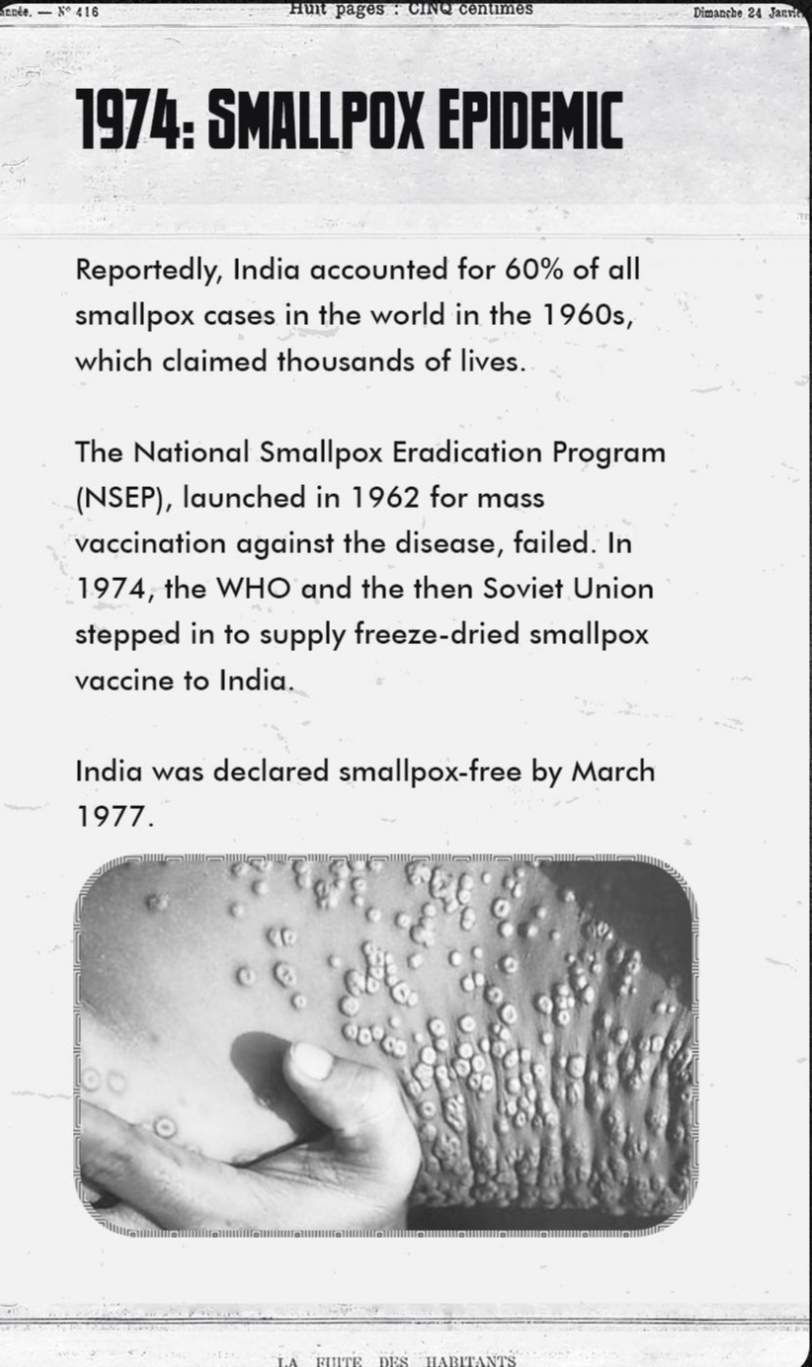 année. — Nº 416
Huit pages : CINQ centimes
Dimanche 24 Janvi
1974: SMALLPOX EPIDEMIC
Reportedly, India accounted for 60% of all
smallpox cases in the world in the 1960s,
which claimed thousands of lives.
The National Smallpox Eradication Program
(NSEP), launched in 1962 for mass
vaccination against the disease, failed. In
1974, the WHO and the then Soviet Union
stepped in to supply freeze-dried smallpox
vaccine to India.
India was declared smallpox-free by March
1977.
LA FUITE DES HABITANTS